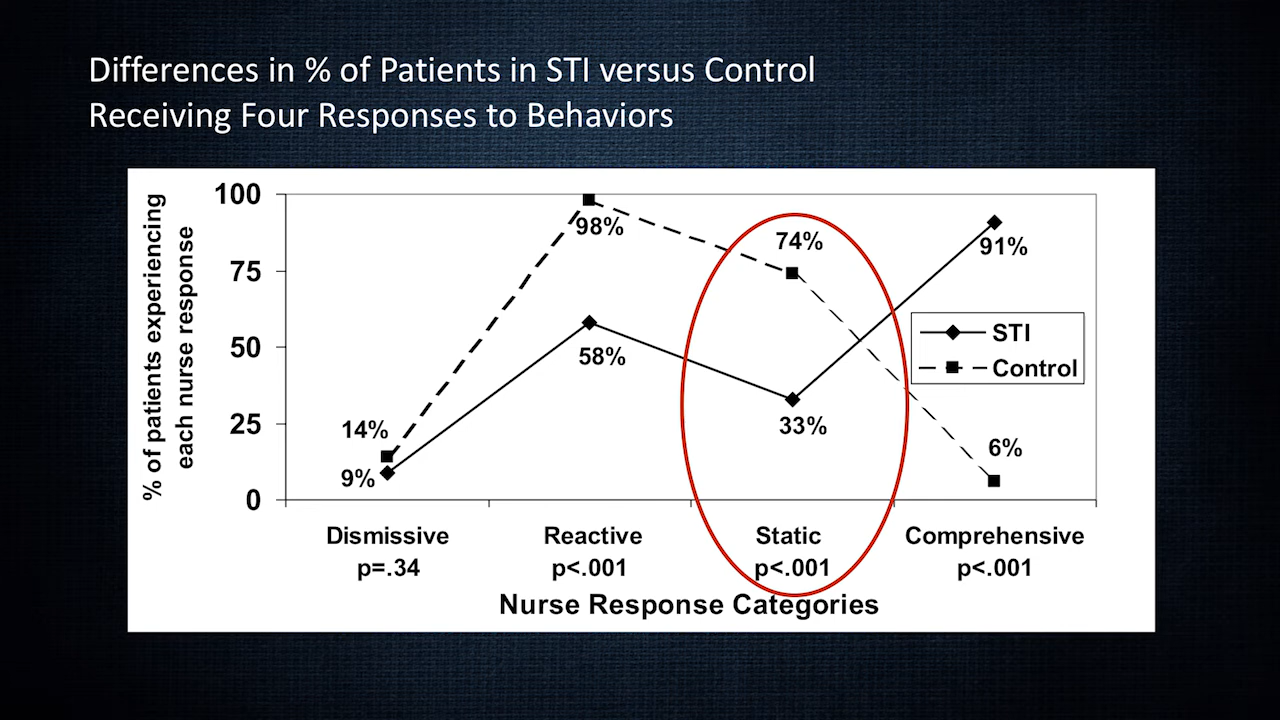 Differences in % of Patients in STI versus Control
Receiving Four Responses to Behaviors
% of patients experiencing
each nurse response
100
75
50
25
0
14%
9%
98%
58%
74%
33%
91%
6%
STI
Control
Dismissive
p=.34
Reactive
p<.001
Static
p<.001
Comprehensive
p<.001
Nurse Response Categories